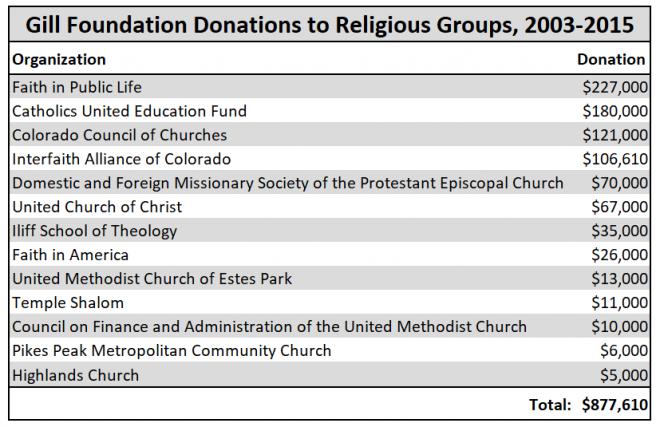 Gill Foundation Donations to Religious Groups, 2003-2015
Organization Donation
Faith in Public Life $227,000
Catholics United Education Fund $180,000
Colorado Council of Churches $121,000
Interfaith Alliance of Colorado $106,610
Domestic and Foreign Missionary Society of the Protestant Episcopal Church $70,000
United Church of Christ $67,000
Iliff School of Theology $35,000
Faith in America $26,000
United Methodist Church of Estes Park $13,000
Temple Shalom $11,000
Council on Finance and Administration of the United Methodist Church $10,000
Pikes Peak Metropolitan Community Church $6,000
Highlands Church $5,000
Total: $877,610